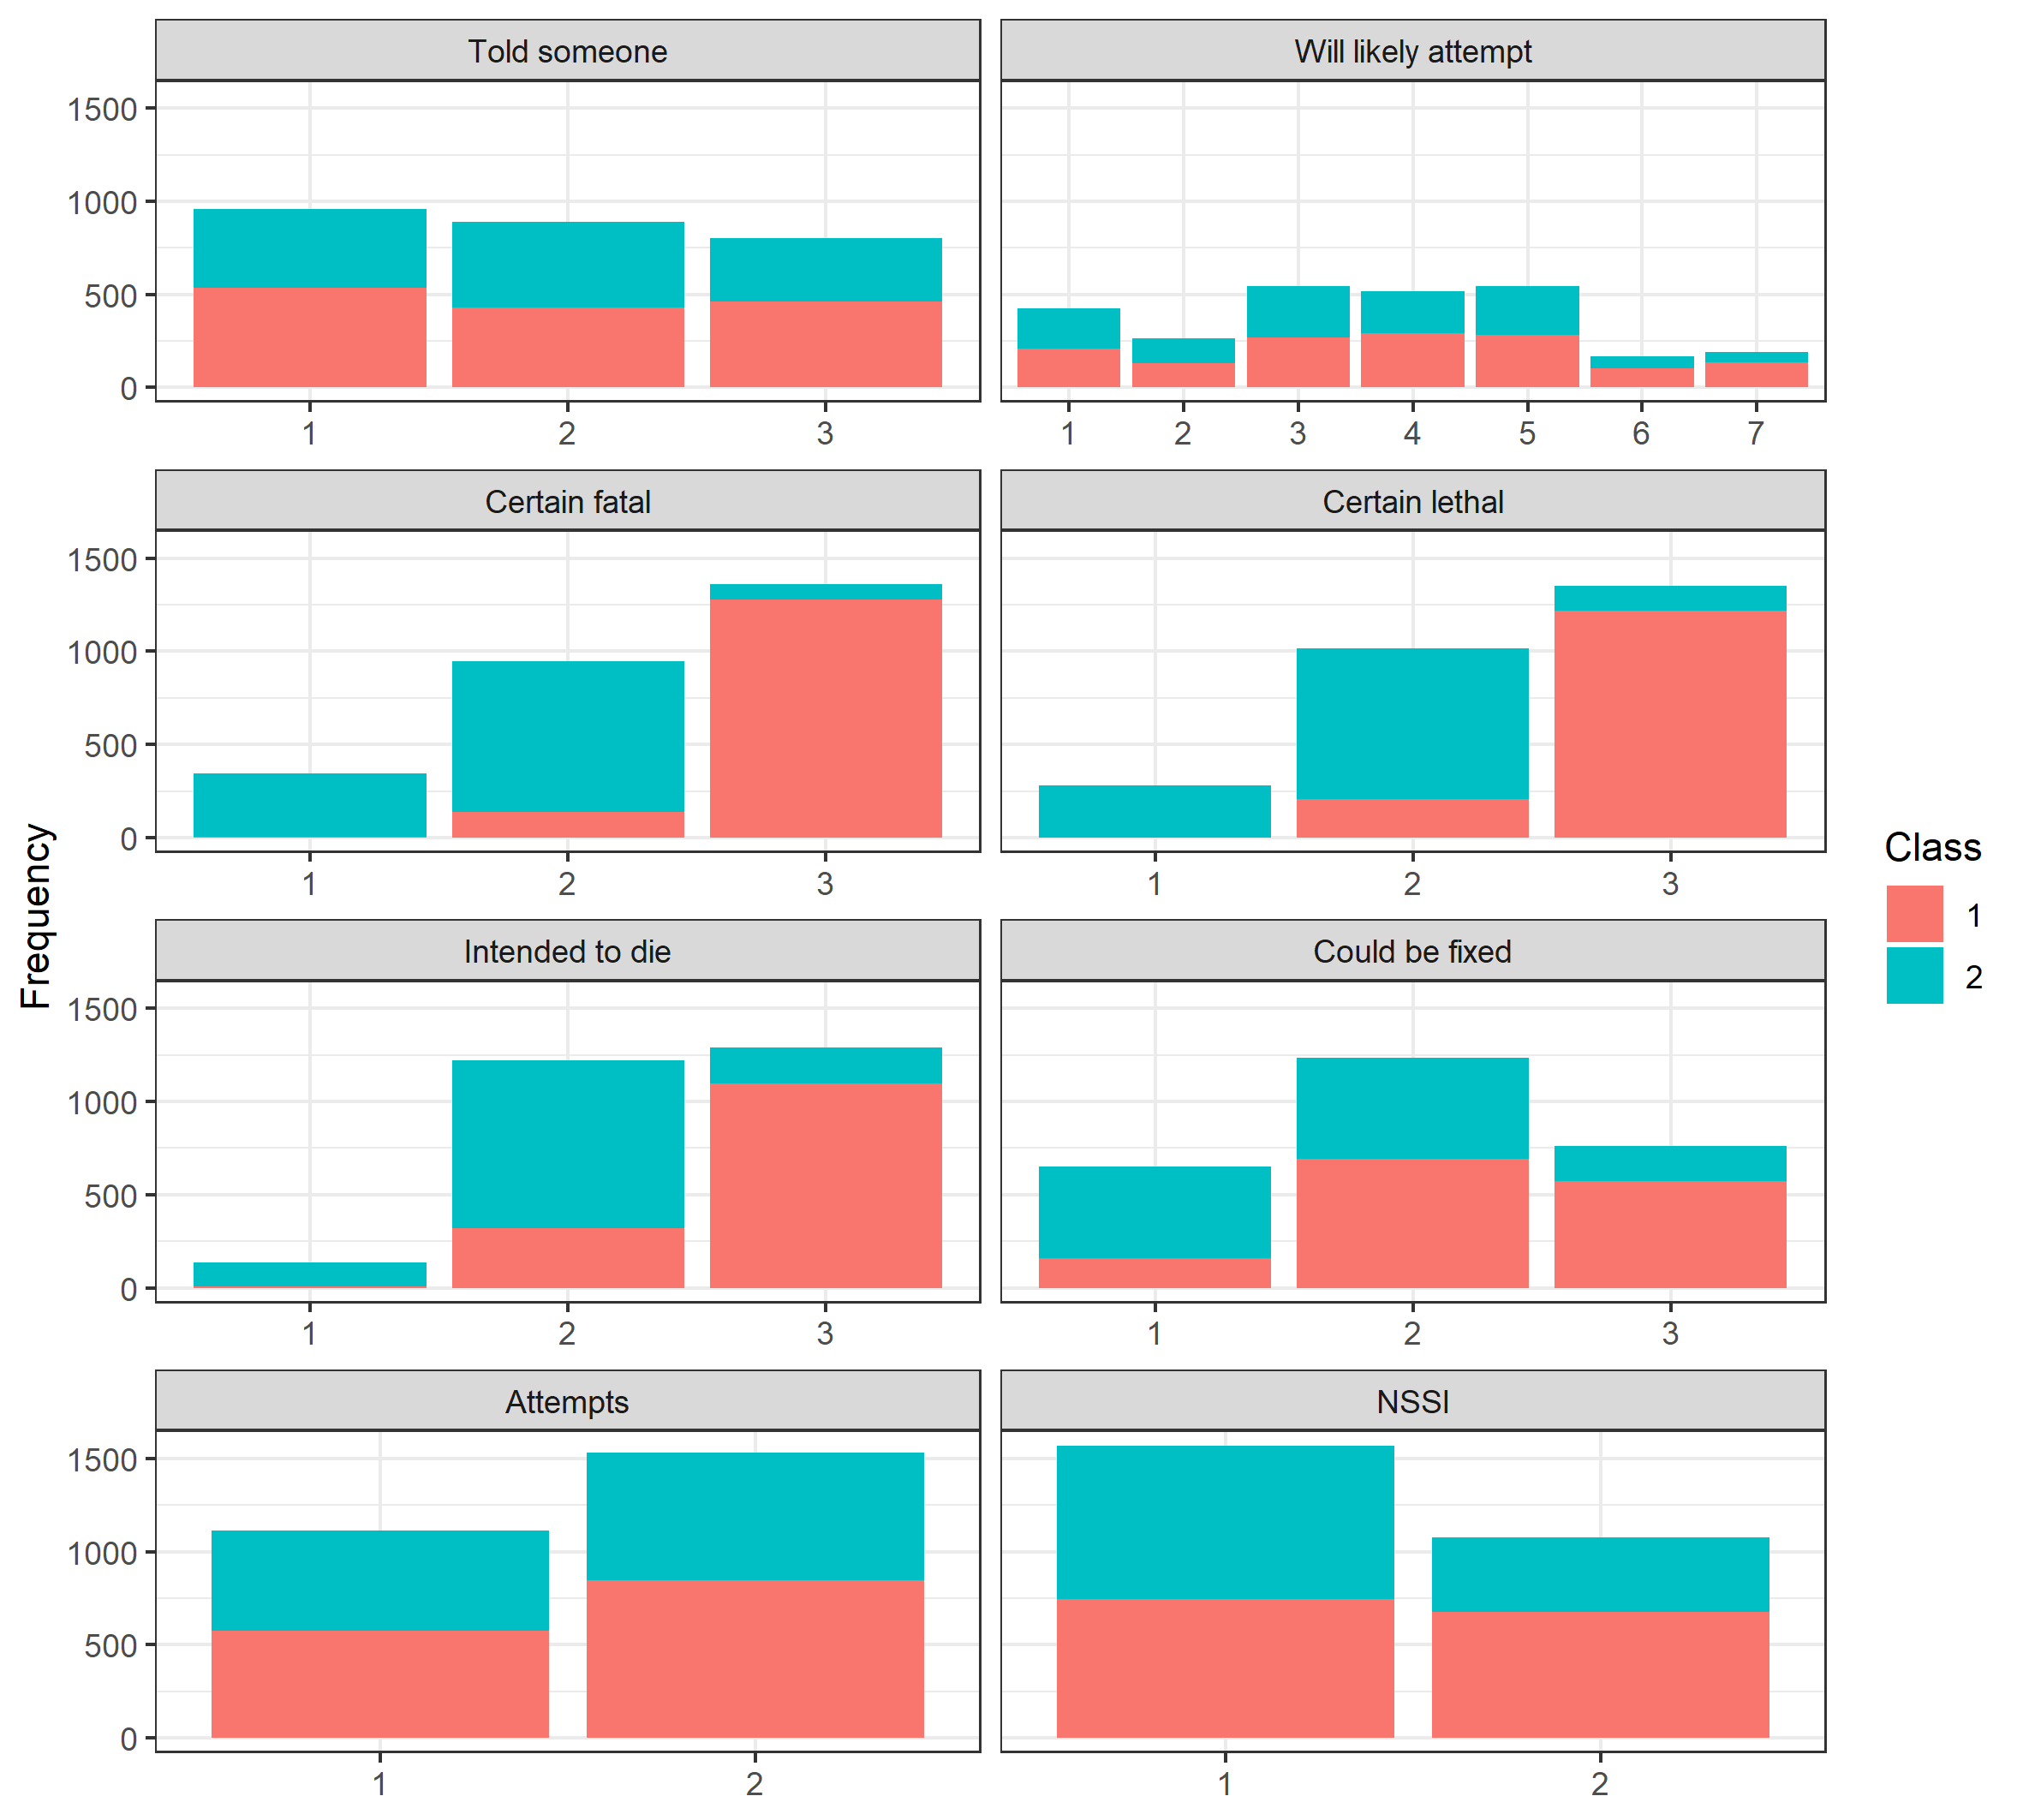 Told someone
Will likely attempt
1500
1000
500
0
1 2 3
1 2 3 4 5 6 7
Certain fatal
Certain lethal
1500
1000
500
0
1 2 3
1 2 3
Frequency
Class
1
2
Intended to die
Could be fixed
1500
1000
500
0
1 2 3
1 2 3
Attempts
NSSI
1500
1000
500
0
1 2
1 2